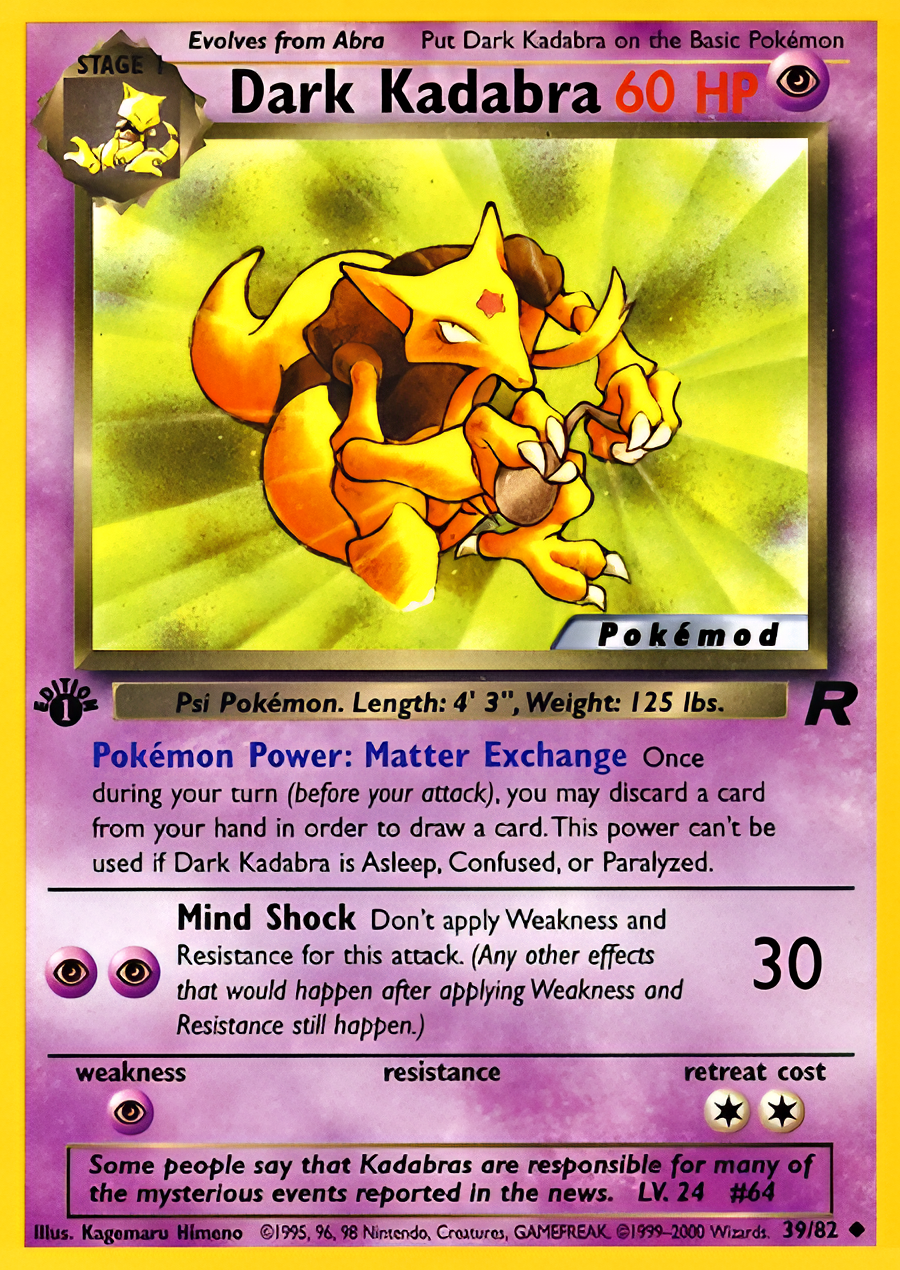 Evolves from Abra Put Dark Kadabra on the Basic Pokémon
STAGE 1
Dark Kadabra 60 HP
Pokémod
EDITION
1
Psi Pokémon. Length: 4' 3", Weight: 125 lbs.
R
Pokémon Power: Matter Exchange Once
during your turn (before your attack), you may discard a card
from your hand in order to draw a card. This power can't be
used if Dark Kadabra is Asleep, Confused, or Paralyzed.
Mind Shock Don't apply Weakness and
Resistance for this attack. (Any other effects
that would happen after applying Weakness and
Resistance still happen.)
30
weakness resistance retreat cost
Some people say that Kadabras are responsible for many of
the mysterious events reported in the news. LV. 24 #64
Illus. Kagemaru Himeno ©1995, 96, 98 Nintendo, Creatures, GAMEFREAK. ©1999–2000 Wizards. 39/82